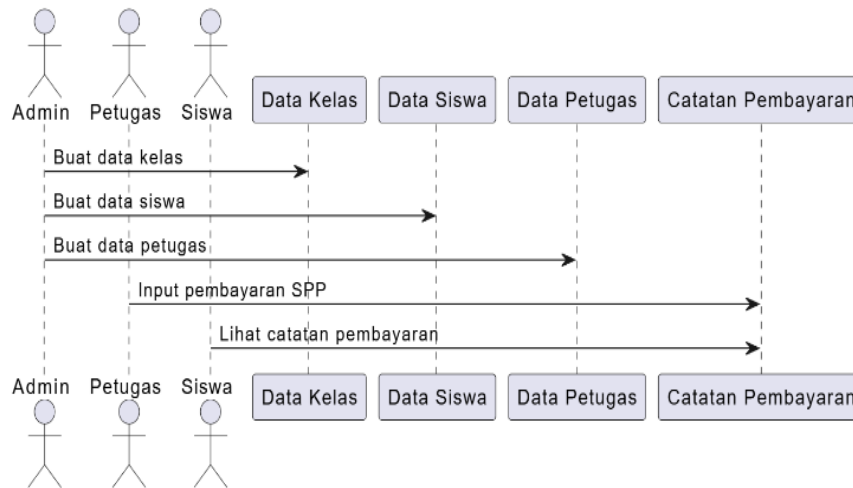 Admin Petugas Siswa Data Kelas Data Siswa Data Petugas Catatan Pembayaran
Buat data kelas
Buat data siswa
Buat data petugas
Input pembayaran SPP
Lihat catatan pembayaran
Admin Petugas Siswa Data Kelas Data Siswa Data Petugas Catatan Pembayaran